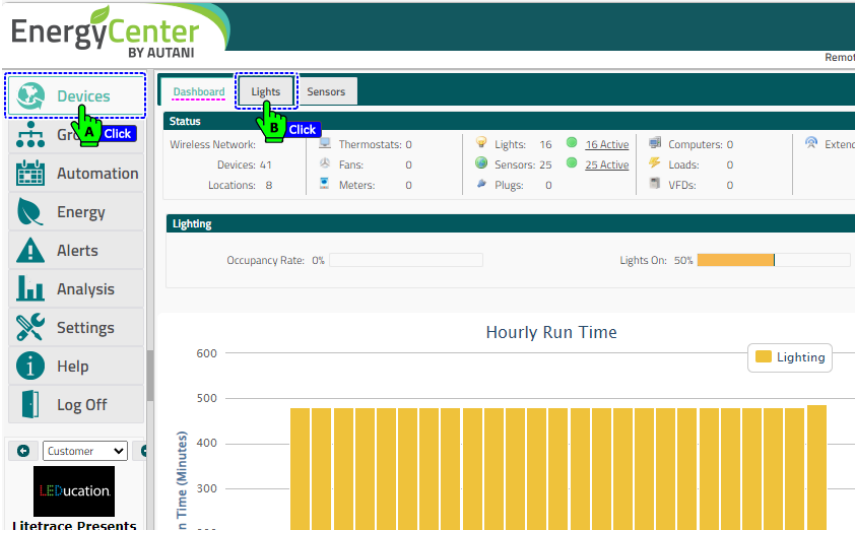 EnergyCenter
BY AUTANI
Remot
Devices
A Click
Automation
Energy
Alerts
Analysis
Settings
Help
Log Off
Customer
LEDucation
Litetrace Presents
Dashboard Lights Sensors
B Click
Status
Wireless Network: Thermostats: 0 Lights: 16 16 Active Computers: 0 Extend
Devices: 41 Fans: 0 Sensors: 25 25 Active Loads: 0
Locations: 8 Meters: 0 Plugs: 0 VFDs: 0
Lighting
Occupancy Rate: 0% Lights On: 50%
Hourly Run Time
Lighting
600
500
400
300
n Time (Minutes)